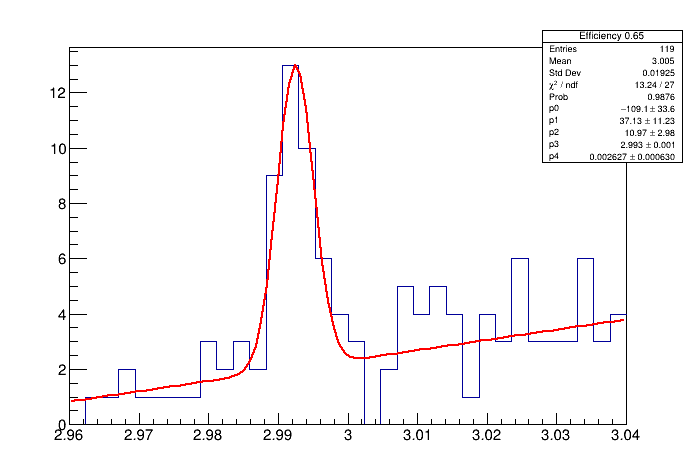 Efficiency 0.65
Entries 119
Mean 3.005
Std Dev 0.01925
χ² / ndf 13.24 / 27
Prob 0.9876
p0 −109.1 ± 33.6
p1 37.13 ± 11.23
p2 10.97 ± 2.98
p3 2.993 ± 0.001
p4 0.002627 ± 0.000630
12
10
8
6
4
2
0
2.96 2.97 2.98 2.99 3 3.01 3.02 3.03 3.04